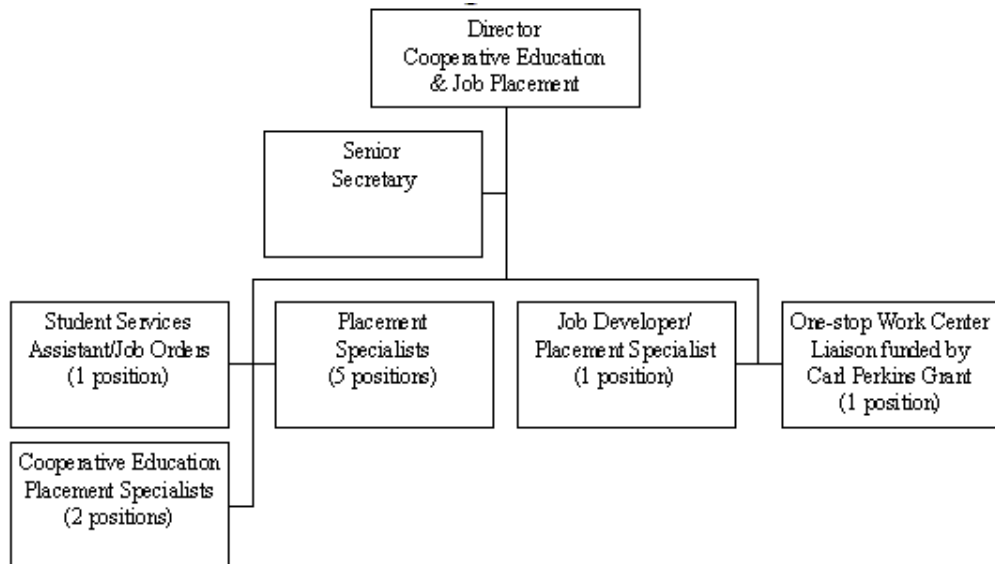 Director
Cooperative Education
& Job Placement
Senior
Secretary
Student Services
Assistant/Job Orders
(1 position)
Placement
Specialists
(5 positions)
Job Developer/
Placement Specialist
(1 position)
One-stop Work Center
Liaison funded by
Carl Perkins Grant
(1 position)
Cooperative Education
Placement Specialists
(2 positions)